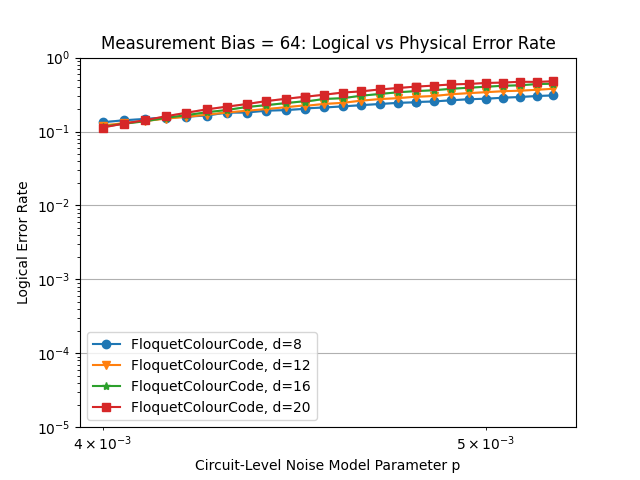 Measurement Bias = 64: Logical vs Physical Error Rate
Logical Error Rate
10⁰
10⁻¹
10⁻²
10⁻³
10⁻⁴
10⁻⁵
FloquetColourCode, d=8
FloquetColourCode, d=12
FloquetColourCode, d=16
FloquetColourCode, d=20
4 × 10⁻³
5 × 10⁻³
Circuit-Level Noise Model Parameter p